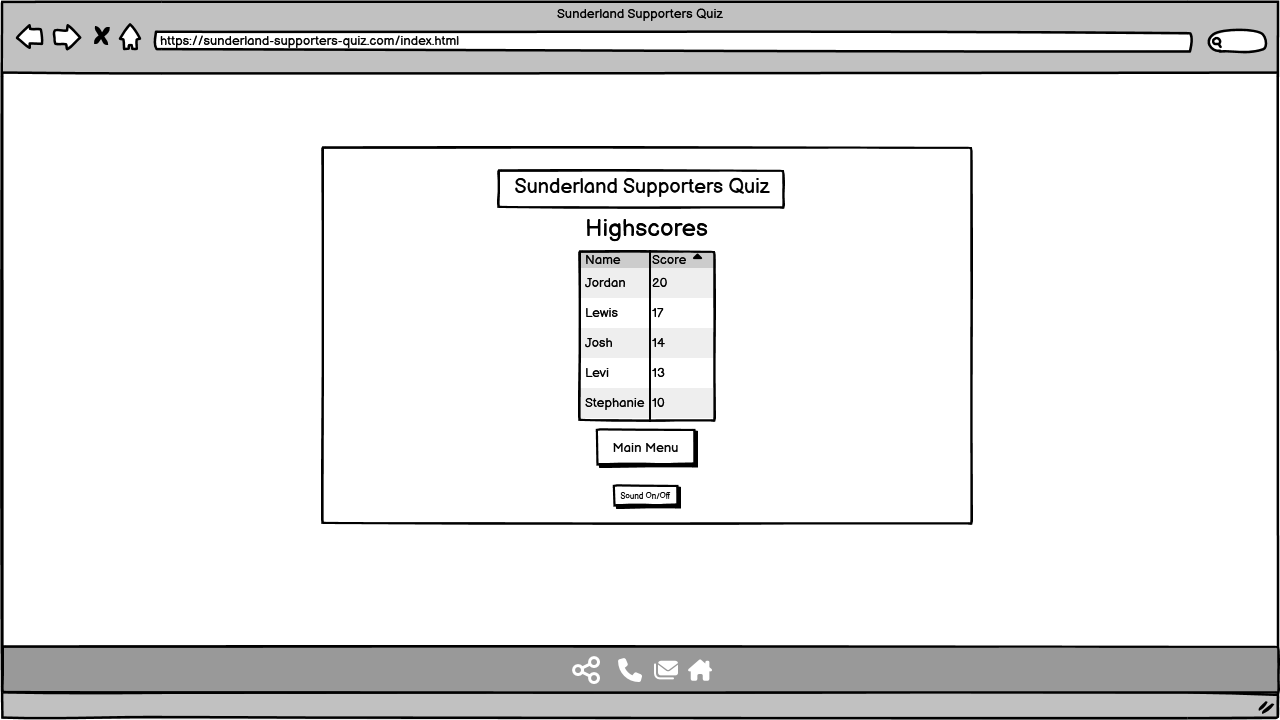 Sunderland Supporters Quiz
https://sunderland-supporters-quiz.com/index.html
Sunderland Supporters Quiz
Highscores
Name Score
Jordan 20
Lewis 17
Josh 14
Levi 13
Stephanie 10
Main Menu
Sound On/Off